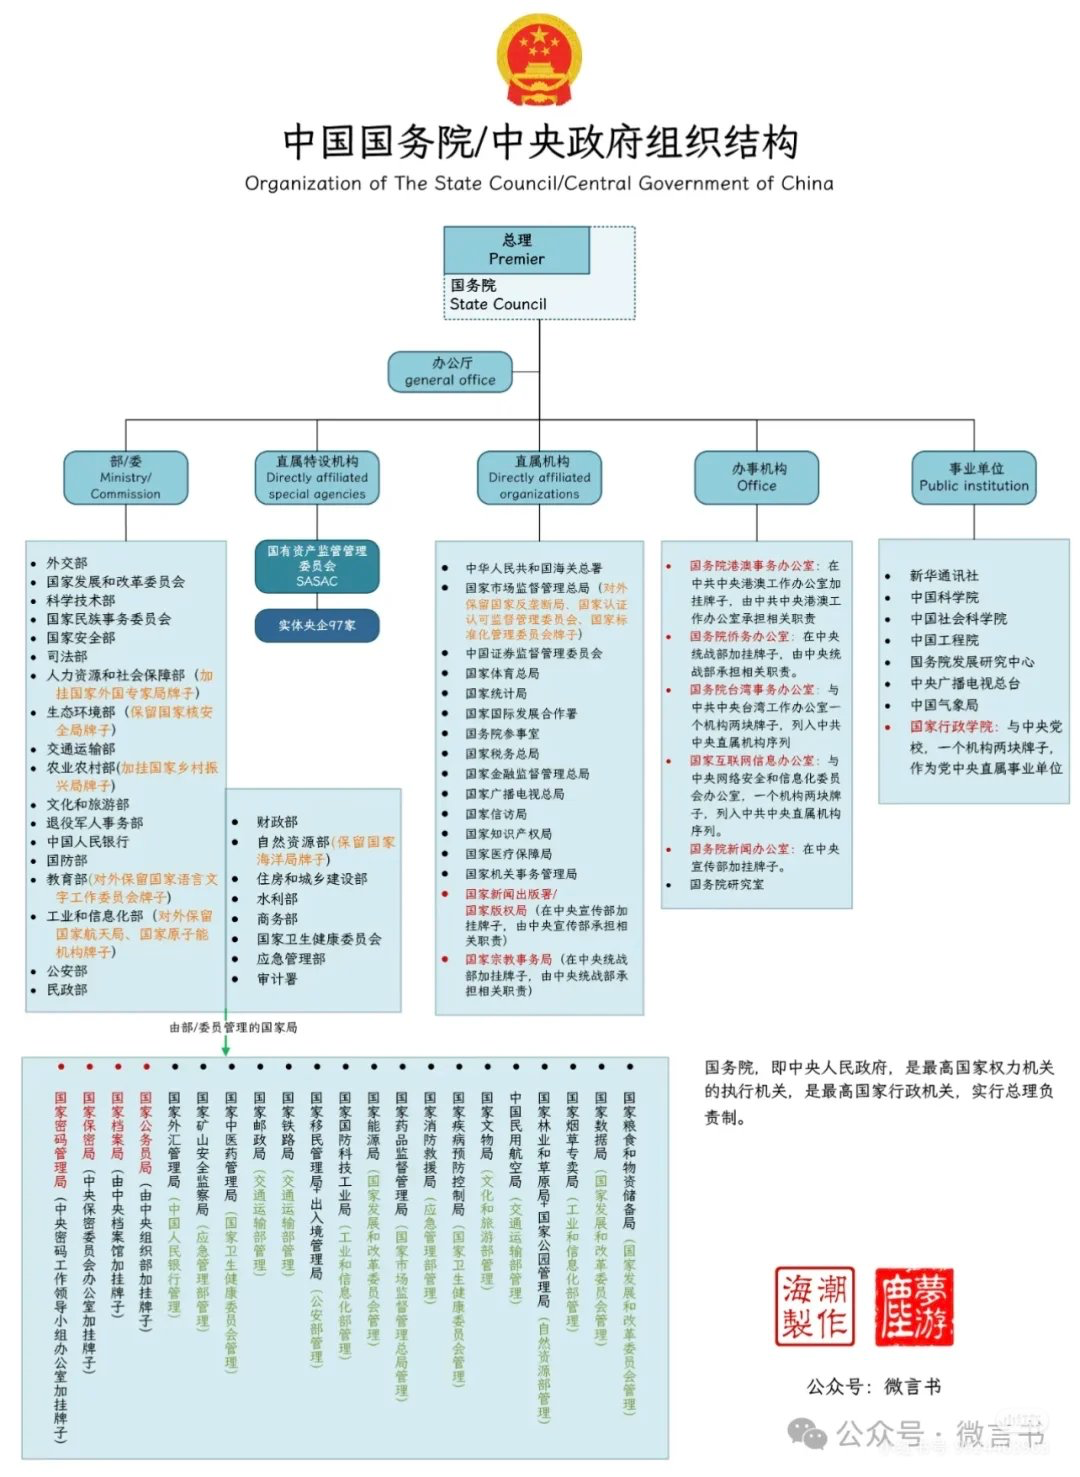 中国国务院/中央政府组织结构
Organization of The State Council/Central Government of China
总理
Premier
国务院
State Council
办公厅
general office
部/委
Ministry/
Commission
直属特设机构
Directly affiliated
special agencies
直属机构
Directly affiliated
organizations
办事机构
Office
事业单位
Public institution
外交部
国家发展和改革委员会
科学技术部
国家民族事务委员会
国家安全部
司法部
人力资源和社会保障部（加
挂国家外国专家局牌子）
生态环境部（保留国家核安
全局牌子）
交通运输部
农业农村部(加挂国家乡村振
兴局牌子）
文化和旅游部
退役军人事务部
中国人民银行
国防部
教育部(对外保留国家语言文
字工作委员会牌子）
工业和信息化部（对外保留
国家航天局、国家原子能
机构牌子）
公安部
民政部
财政部
自然资源部(保留国家
海洋局牌子）
住房和城乡建设部
水利部
商务部
国家卫生健康委员会
应急管理部
审计署
国有资产监管管理
委员会
SASAC
实体央企97家
中华人民共和国海关总署
国家市场监督管理总局（对外
保留国家反垄断局、国家认证
认可监督管理委员会、国家标
准化管理委员会牌子）
中国证券监督管理委员会
国家体育总局
国家统计局
国家国际发展合作署
国务院参事室
国家税务总局
国家金融监督管理总局
国家广播电视总局
国家信访局
国家知识产权局
国家医疗保障局
国家机关事务管理局
国家新闻出版署/
国家版权局（在中央宣传部加
挂牌子，由中央宣传部承担相
关职责）
国家宗教事务局（在中央统战
部加挂牌子，由中央统战部承
担相关职责）
国务院港澳事务办公室：在
中共中央港澳工作办公室加
挂牌子，由中共中央港澳工
作办公室承担相关职责
国务院侨务办公室：在中央
统战部加挂牌子，由中央统
战部承担相关职责。
国务院台湾事务办公室：与
中共中央台湾工作办公室一
个机构两块牌子，列入中共
中央直属机构序列
国家互联网信息办公室：与
中央网络安全和信息化委员
会办公室，一个机构两块牌
子，列入中共中央直属机构
序列。
国务院新闻办公室：在中央
宣传部加挂牌子。
国务院研究室
新华通讯社
中国科学院
中国社会科学院
中国工程院
国务院发展研究中心
中央广播电视总台
中国气象局
国家行政学院：与中央党
校，一个机构两块牌子，
作为党中央直属事业单位
由部/委员管理的国家局
国家密码管理局（中央密码工作领导小组办公室加挂牌子）
国家保密局（中央保密委员会办公室加挂牌子）
国家档案局（由中央档案馆加挂牌子）
国家公务员局（由中央组织部加挂牌子）
国家外汇管理局（中国人民银行管理）
国家矿山安全监察局（应急管理部管理）
国家中医药管理局（国家卫生健康委员会管理）
国家邮政局（交通运输部管理）
国家铁路局（交通运输部管理）
国家移民管理局+出入境管理局（公安部管理）
国家国防科技工业局（工业和信息化部管理）
国家能源局（国家发展和改革委员会管理）
国家药品监督管理局（国家市场监督管理总局管理）
国家消防救援局（应急管理部管理）
国家疾病预防控制局（国家卫生健康委员会管理）
国家文物局（文化和旅游部管理）
中国民用航空局（交通运输部管理）
国家林业和草原局+国家公园管理局（自然资源部管理）
国家烟草专卖局（工业和信息化部管理）
国家数据局（国家发展和改革委员会管理）
国家粮食和物资储备局（国家发展和改革委员会管理）
国务院，即中央人民政府，是最高国家权力机关
的执行机关，是最高国家行政机关，实行总理负
责制。
海潮
製作
夢游
塵
公众号：微言书
公众号·微言书